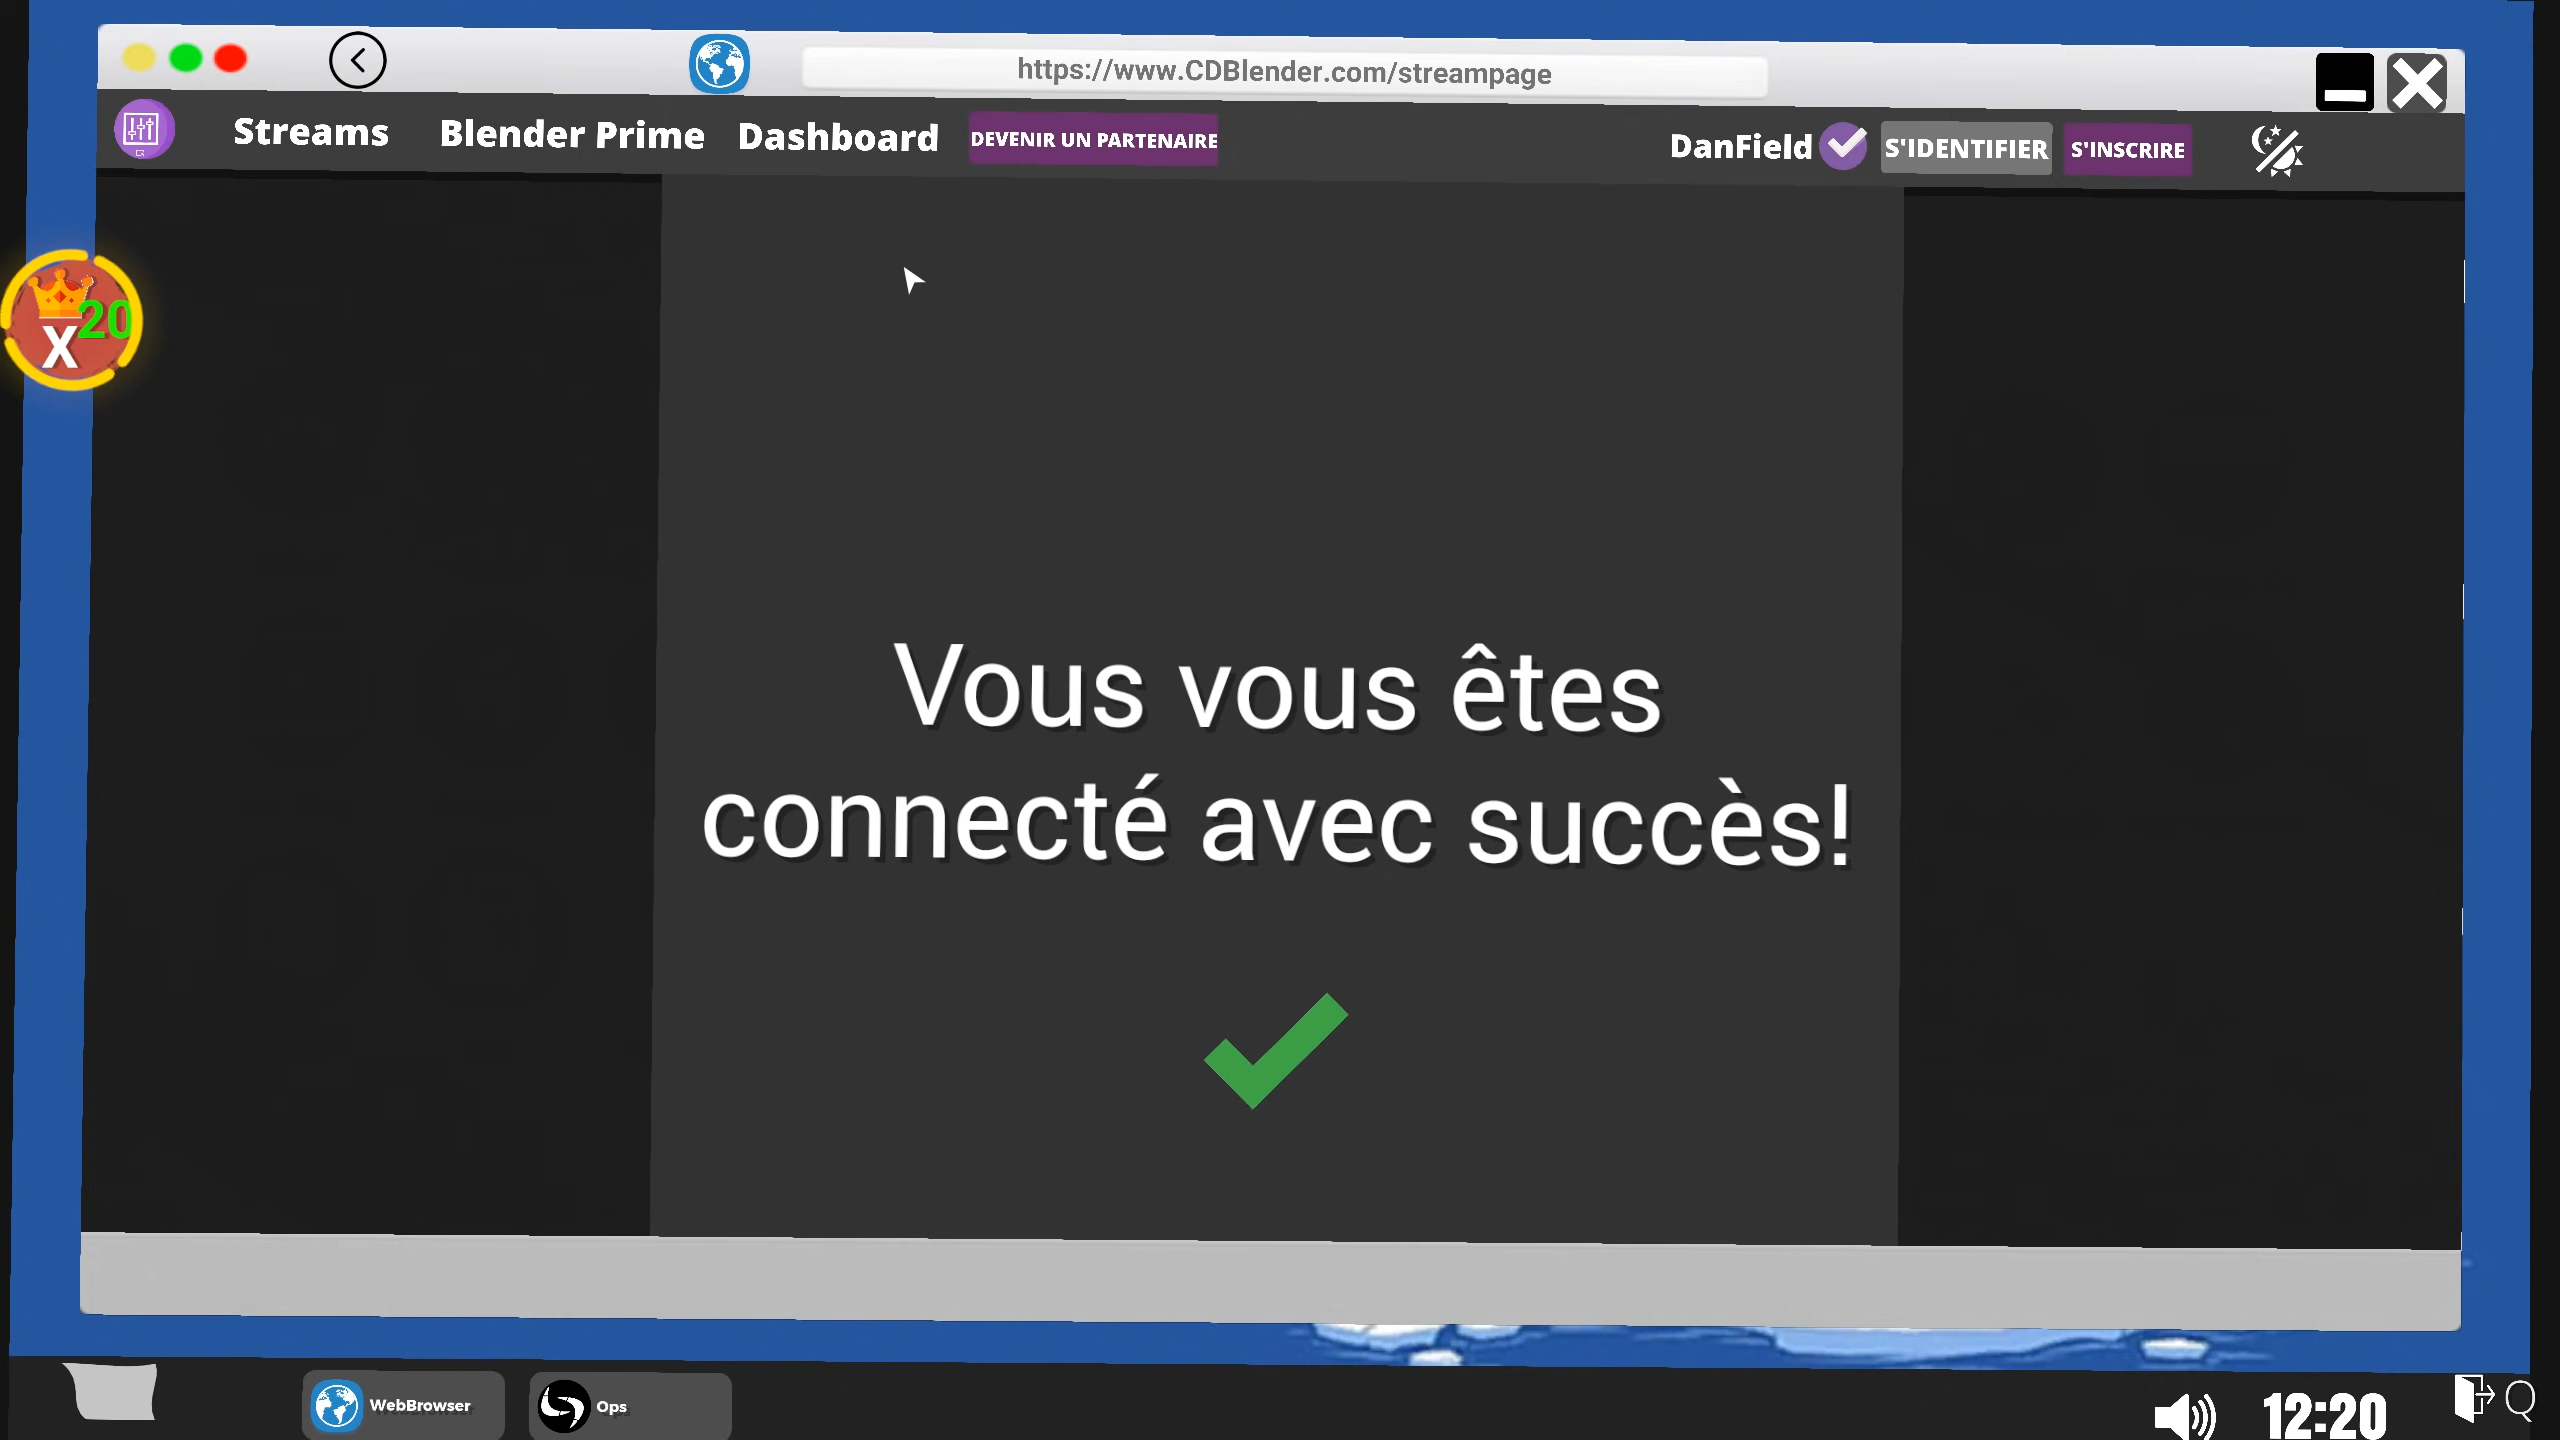 https://www.CDBlender.com/streampage
Streams Blender Prime Dashboard DEVENIR UN PARTENAIRE DanField S'IDENTIFIER S'INSCRIRE
X 20
Vous vous êtes
connecté avec succès!
WebBrowser Ops 12:20 Q